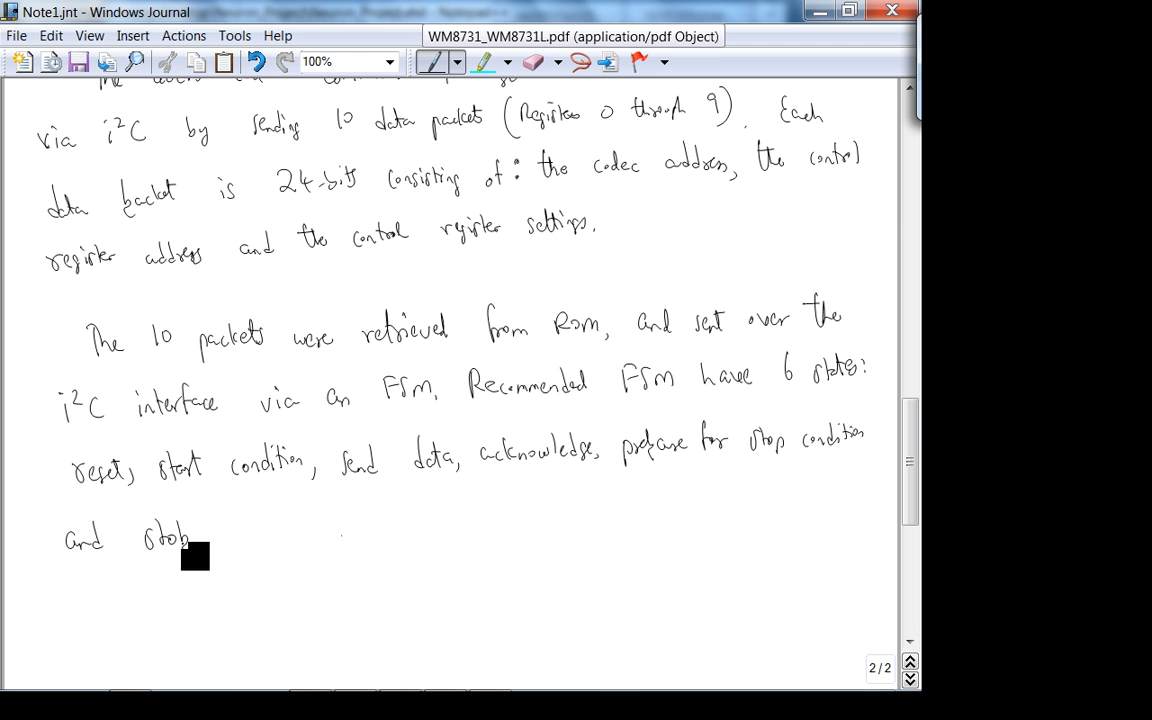 Note1.jnt - Windows Journal
File Edit View Insert Actions Tools Help
WM8731_WM8731L.pdf (application/pdf Object)
100%
via i²C by sending 10 data packets (Registers 0 through 9). Each
data packet is 24-bits consisting of: the codec address, the control
register address and the control register settings.
The 10 packets were retrieved from ROM, and sent over the
i²C interface via an FSM. Recommended FSM have 6 states:
reset, start condition, send data, acknowledge, prepare for stop condition
and stop
2/2